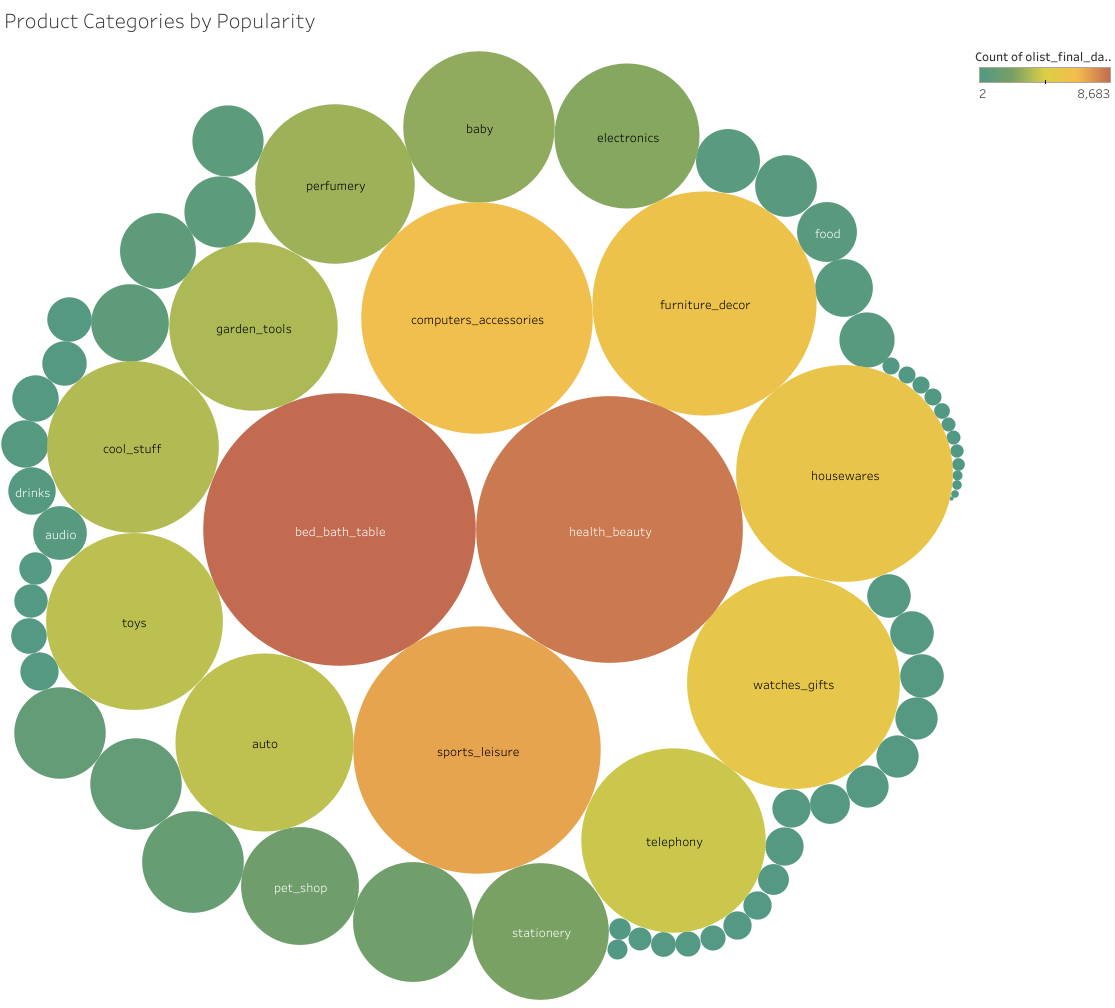 Product Categories by Popularity
Count of olist_final_da..
2 8,683
baby
electronics
perfumery
food
furniture_decor
computers_accessories
garden_tools
cool_stuff
housewares
drinks
audio
bed_bath_table
health_beauty
toys
watches_gifts
auto
sports_leisure
telephony
pet_shop
stationery